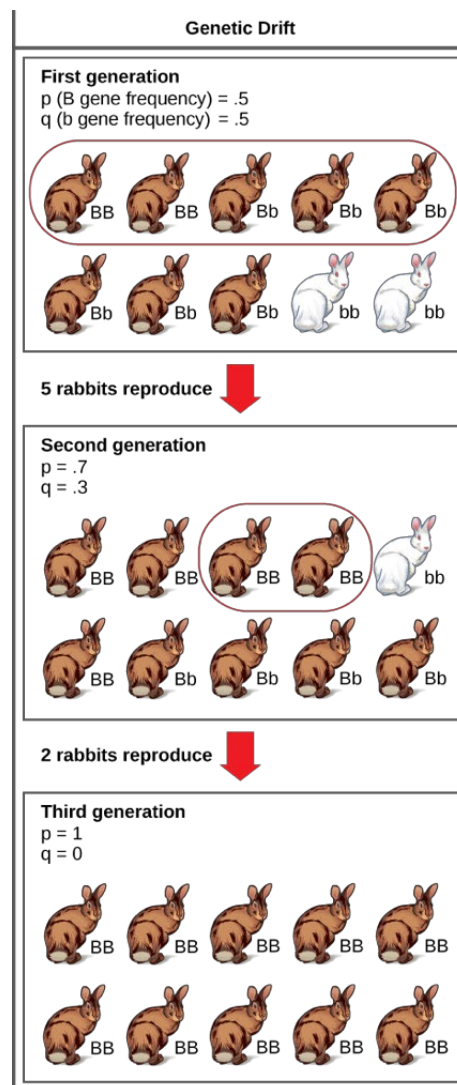 Genetic Drift
First generation
p (B gene frequency) = .5
q (b gene frequency) = .5
BB BB Bb Bb Bb
Bb Bb Bb bb bb
5 rabbits reproduce
Second generation
p = .7
q = .3
BB BB BB BB bb
BB Bb Bb Bb Bb
2 rabbits reproduce
Third generation
p = 1
q = 0
BB BB BB BB BB
BB BB BB BB BB